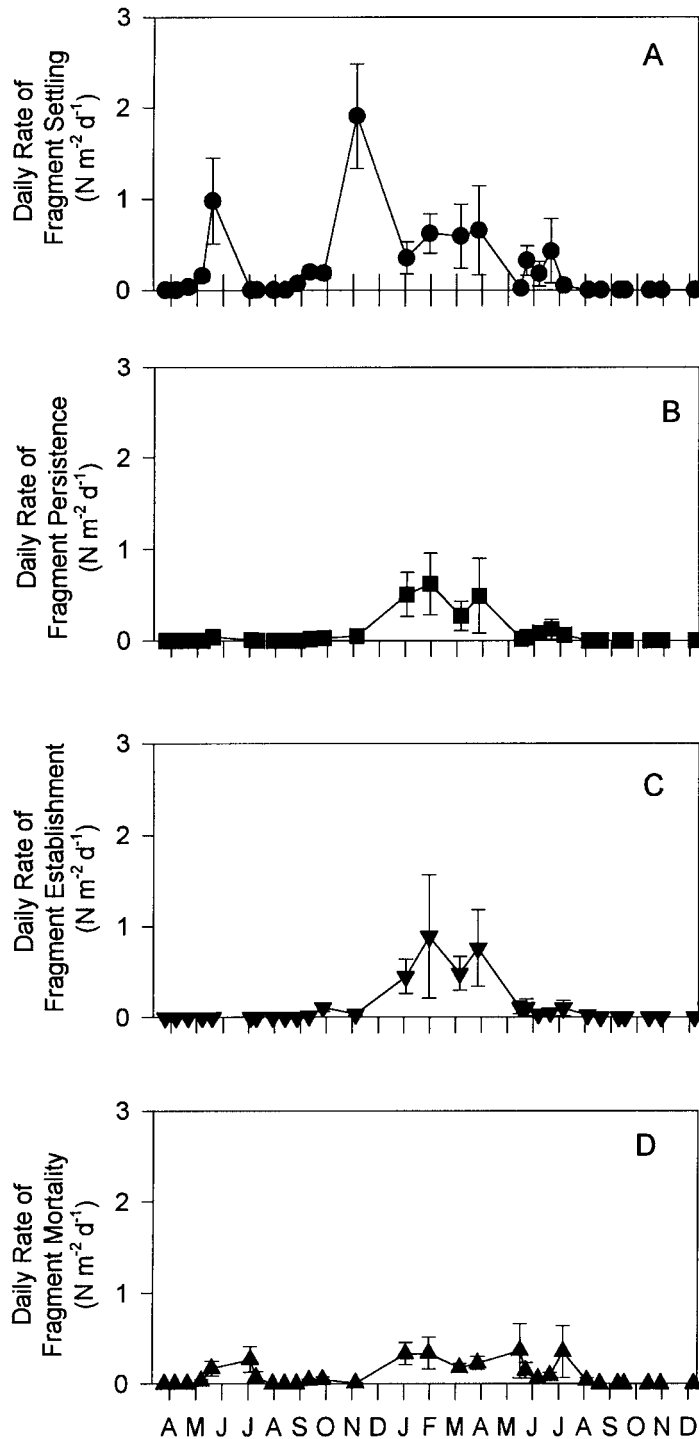 A
Daily Rate of
Fragment Settling
(N m⁻² d⁻¹)
3
2
1
0
B
Daily Rate of
Fragment Persistence
(N m⁻² d⁻¹)
3
2
1
0
C
Daily Rate of
Fragment Establishment
(N m⁻² d⁻¹)
3
2
1
0
D
Daily Rate of
Fragment Mortality
(N m⁻² d⁻¹)
3
2
1
0
A M J J A S O N D J F M A M J J A S O N D